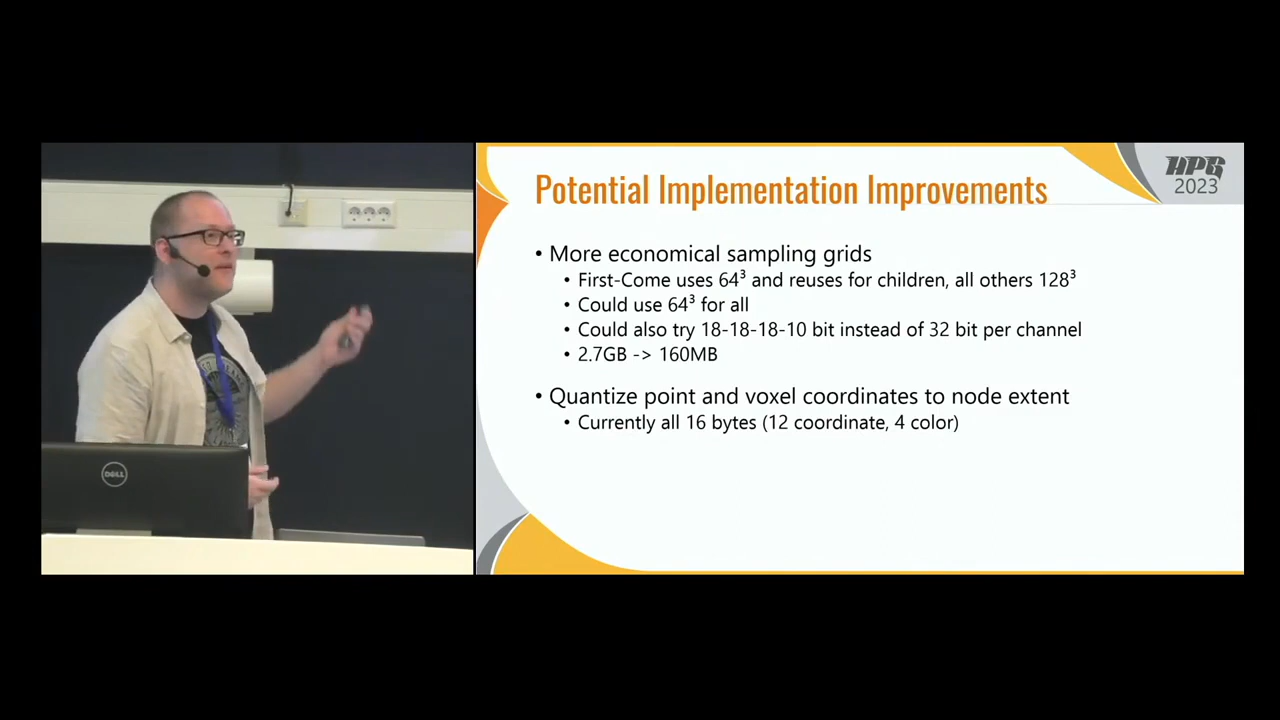 HPG
2023
Potential Implementation Improvements
• More economical sampling grids
• First-Come uses 64³ and reuses for children, all others 128³
• Could use 64³ for all
• Could also try 18-18-18-10 bit instead of 32 bit per channel
• 2.7GB -> 160MB
• Quantize point and voxel coordinates to node extent
• Currently all 16 bytes (12 coordinate, 4 color)
DELL